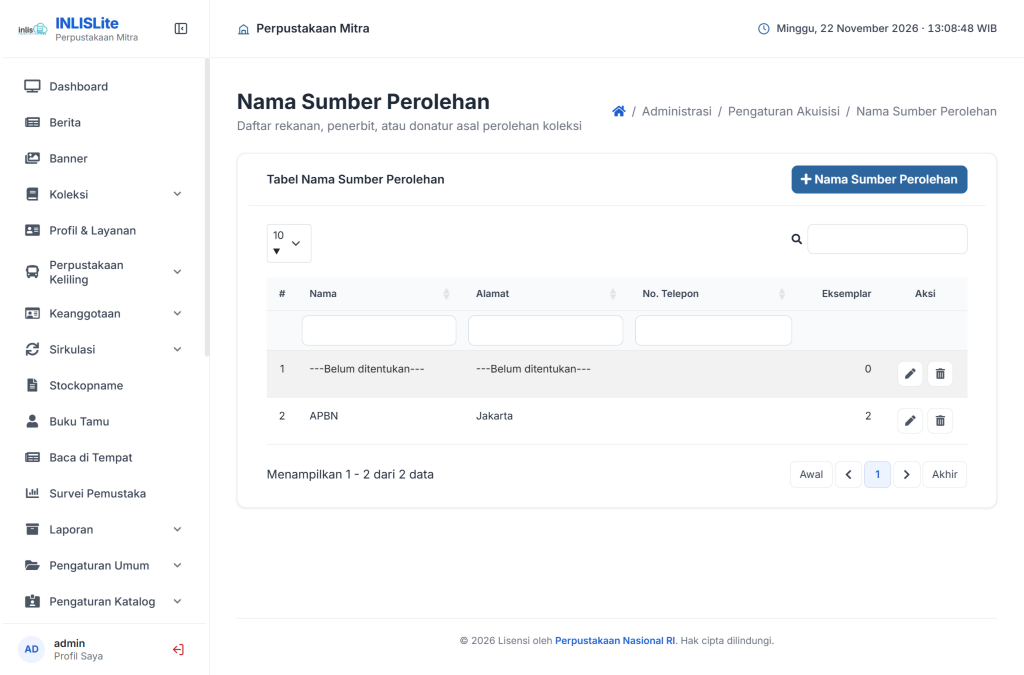 inlis
INLISLite
Perpustakaan Mitra
Perpustakaan Mitra
Minggu, 22 November 2026 · 13:08:48 WIB
Dashboard
Berita
Banner
Koleksi
Profil & Layanan
Perpustakaan
Keliling
Keanggotaan
Sirkulasi
Stockopname
Buku Tamu
Baca di Tempat
Survei Pemustaka
Laporan
Pengaturan Umum
Pengaturan Katalog
AD
admin
Profil Saya
Nama Sumber Perolehan
Daftar rekanan, penerbit, atau donatur asal perolehan koleksi
/ Administrasi / Pengaturan Akuisisi / Nama Sumber Perolehan
Tabel Nama Sumber Perolehan
+ Nama Sumber Perolehan
10
# Nama Alamat No. Telepon Eksemplar Aksi
1 ---Belum ditentukan--- ---Belum ditentukan--- 0
2 APBN Jakarta 2
Menampilkan 1 - 2 dari 2 data
Awal 1 Akhir
© 2026 Lisensi oleh Perpustakaan Nasional RI. Hak cipta dilindungi.